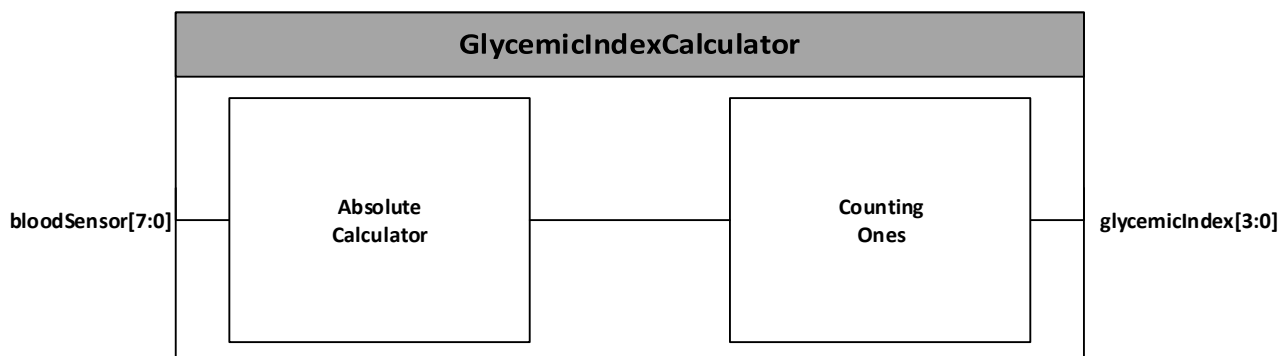 GlycemicIndexCalculator
bloodSensor[7:0]
Absolute
Calculator
Counting
Ones
glycemicIndex[3:0]